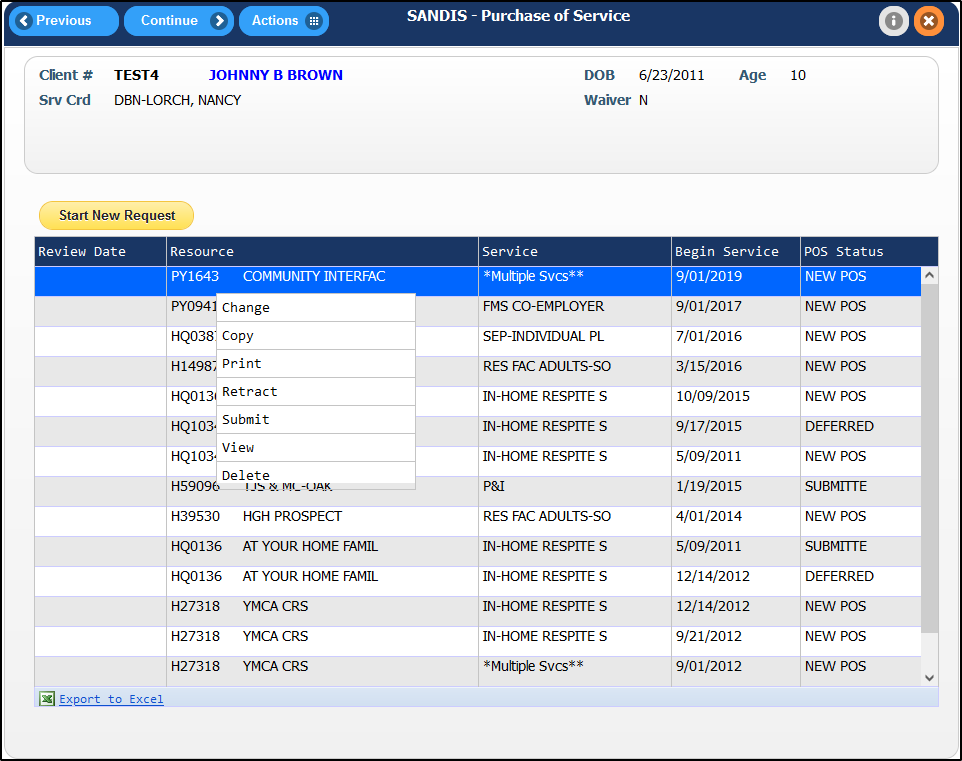 Previous Continue Actions SANDIS - Purchase of Service
Client # TEST4 JOHNNY B BROWN DOB 6/23/2011 Age 10
Srv Crd DBN-LORCH, NANCY Waiver N
Start New Request
Review Date Resource Service Begin Service POS Status
PY1643 COMMUNITY INTERFAC *Multiple Svcs** 9/01/2019 NEW POS
PY0941 FMS CO-EMPLOYER 9/01/2017 NEW POS
Change
HQ0387 SEP-INDIVIDUAL PL 7/01/2016 NEW POS
Copy
H14987 RES FAC ADULTS-SO 3/15/2016 NEW POS
Print
HQ0136 IN-HOME RESPITE S 10/09/2015 NEW POS
Retract
HQ1034 IN-HOME RESPITE S 9/17/2015 DEFERRED
Submit
HQ1034 IN-HOME RESPITE S 5/09/2011 NEW POS
View
Delete
H59096 TJS & MC-OAK P&I 1/19/2015 SUBMITTE
H39530 HGH PROSPECT RES FAC ADULTS-SO 4/01/2014 NEW POS
HQ0136 AT YOUR HOME FAMIL IN-HOME RESPITE S 5/09/2011 SUBMITTE
HQ0136 AT YOUR HOME FAMIL IN-HOME RESPITE S 12/14/2012 DEFERRED
H27318 YMCA CRS IN-HOME RESPITE S 12/14/2012 NEW POS
H27318 YMCA CRS IN-HOME RESPITE S 9/21/2012 NEW POS
H27318 YMCA CRS *Multiple Svcs** 9/01/2012 NEW POS
Export to Excel